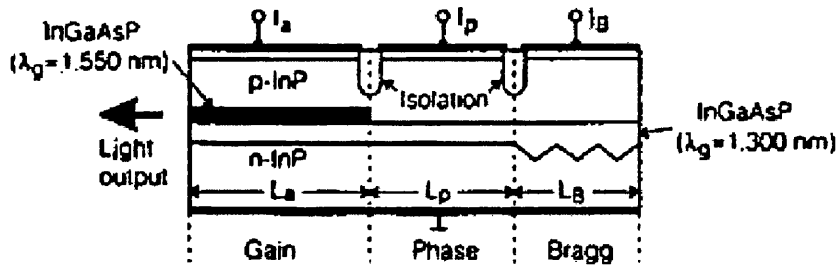 InGaAsP
(λg=1.550 nm)
Ia
Ip
IB
p-InP
Isolation
InGaAsP
(λg=1.300 nm)
Light
output
n-InP
La
Lp
LB
Gain
Phase
Bragg